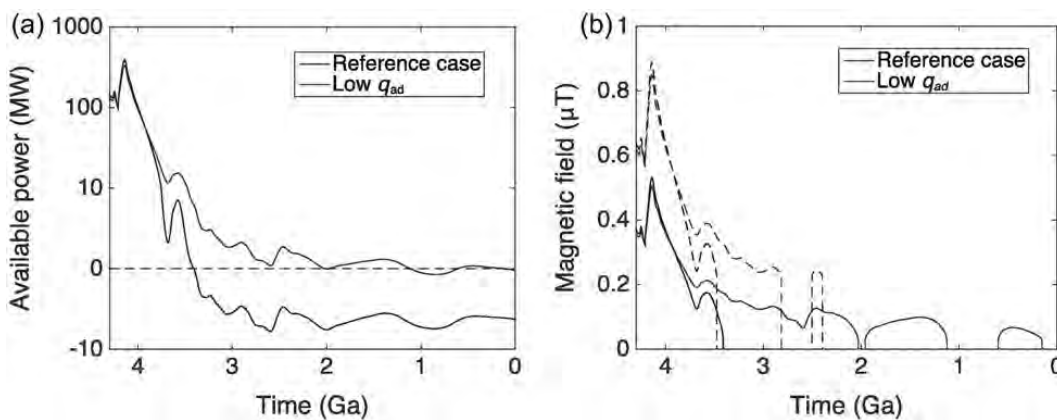 (a)
1000
100
10
0
-10
Available power (MW)
Reference case
Low qad
4
3
2
1
0
Time (Ga)
(b)
1
0.8
0.6
0.4
0.2
0
Magnetic field (μT)
Reference case
Low qad
4
3
2
1
0
Time (Ga)